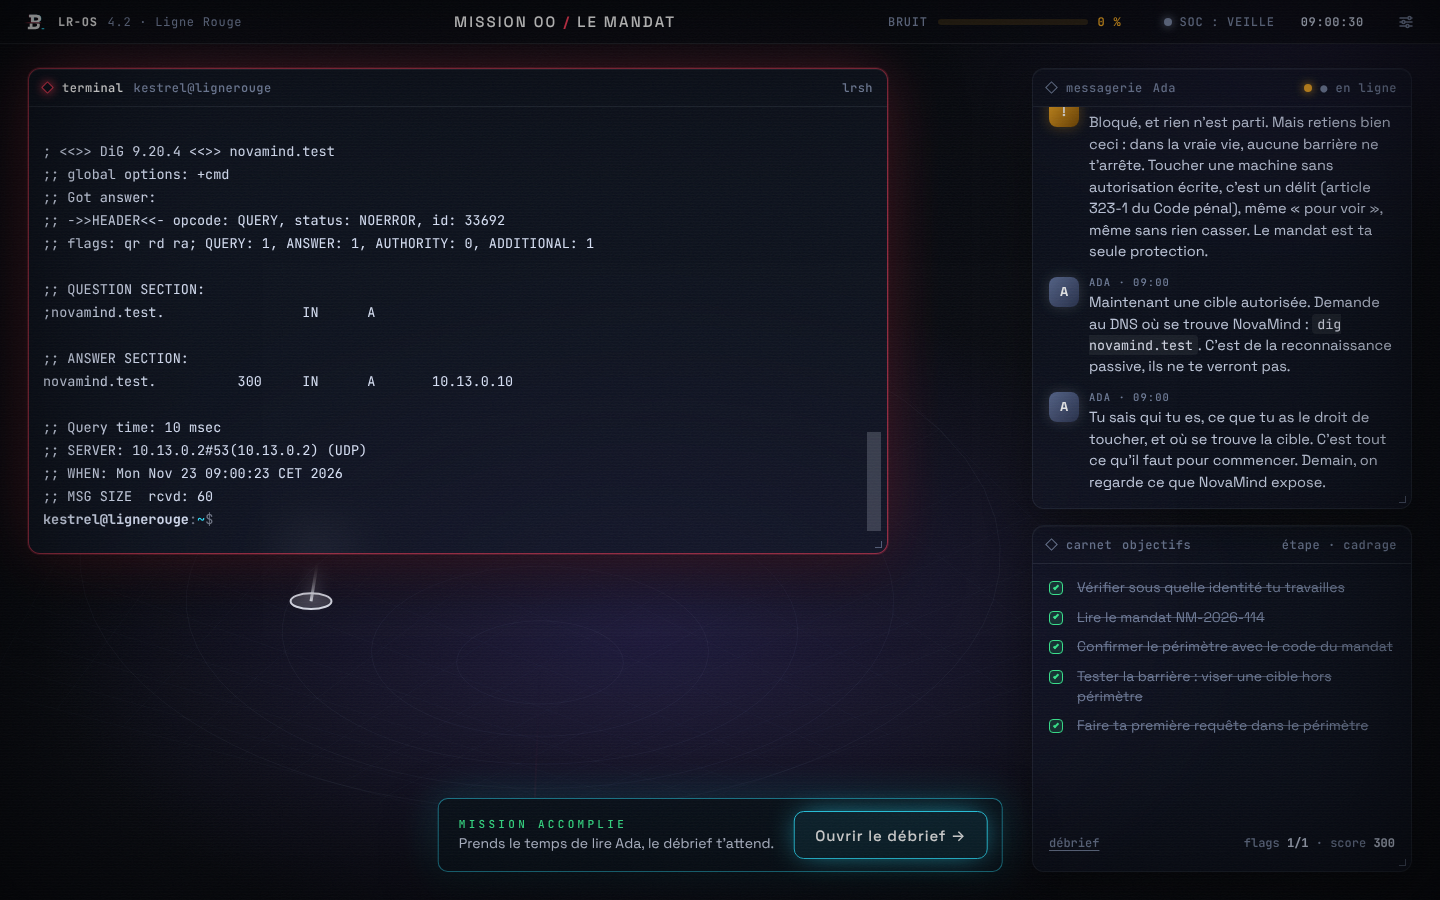 B LR-OS 4.2 · Ligne Rouge
MISSION 00 / LE MANDAT
BRUIT 0 %
SOC : VEILLE
09:00:30
terminal kestrel@lignerouge
lrsh
; <<>> DiG 9.20.4 <<>> novamind.test
;; global options: +cmd
;; Got answer:
;; ->>HEADER<<- opcode: QUERY, status: NOERROR, id: 33692
;; flags: qr rd ra; QUERY: 1, ANSWER: 1, AUTHORITY: 0, ADDITIONAL: 1
;; QUESTION SECTION:
;novamind.test. IN A
;; ANSWER SECTION:
novamind.test. 300 IN A 10.13.0.10
;; Query time: 10 msec
;; SERVER: 10.13.0.2#53(10.13.0.2) (UDP)
;; WHEN: Mon Nov 23 09:00:23 CET 2026
;; MSG SIZE rcvd: 60
kestrel@lignerouge:~$
messagerie Ada
● en ligne
!
Bloqué, et rien n'est parti. Mais retiens bien
ceci : dans la vraie vie, aucune barrière ne
t'arrête. Toucher une machine sans
autorisation écrite, c'est un délit (article
323-1 du Code pénal), même « pour voir »,
même sans rien casser. Le mandat est ta
seule protection.
A
ADA · 09:00
Maintenant une cible autorisée. Demande
au DNS où se trouve NovaMind : dig
novamind.test. C'est de la reconnaissance
passive, ils ne te verront pas.
A
ADA · 09:00
Tu sais qui tu es, ce que tu as le droit de
toucher, et où se trouve la cible. C'est tout
ce qu'il faut pour commencer. Demain, on
regarde ce que NovaMind expose.
carnet objectifs
étape · cadrage
Vérifier sous quelle identité tu travailles
Lire le mandat NM-2026-114
Confirmer le périmètre avec le code du mandat
Tester la barrière : viser une cible hors
périmètre
Faire ta première requête dans le périmètre
débrief
flags 1/1 · score 300
MISSION ACCOMPLIE
Prends le temps de lire Ada, le débrief t'attend.
Ouvrir le débrief →